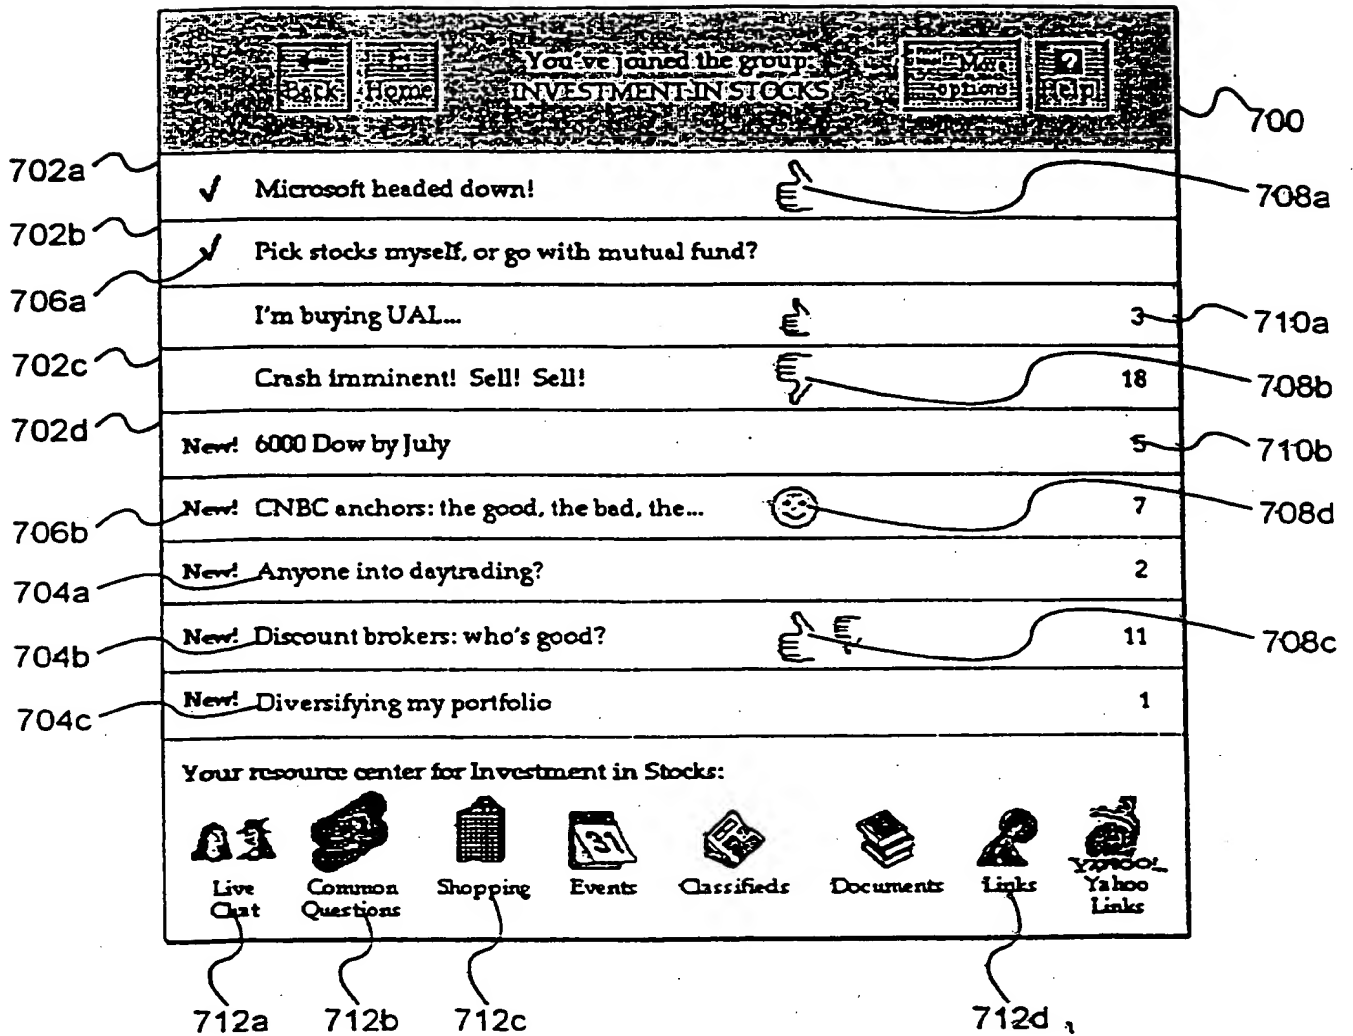 You've joined the group:
INVESTMENT IN STOCKS
Back Home More options ? Help
700
702a
Microsoft headed down!
708a
702b
Pick stocks myself, or go with mutual fund?
706a
I'm buying UAL...
3
710a
702c
Crash imminent! Sell! Sell!
18
708b
702d
New! 6000 Dow by July
5
710b
New! CNBC anchors: the good, the bad, the...
7
706b
708d
New! Anyone into daytrading?
2
704a
New! Discount brokers: who's good?
11
704b
708c
New! Diversifying my portfolio
1
704c
Your resource center for Investment in Stocks:
31
YAHOO!
Live Chat
Common Questions
Shopping
Events
Classifieds
Documents
Links
Yahoo Links
712a 712b 712c 712d